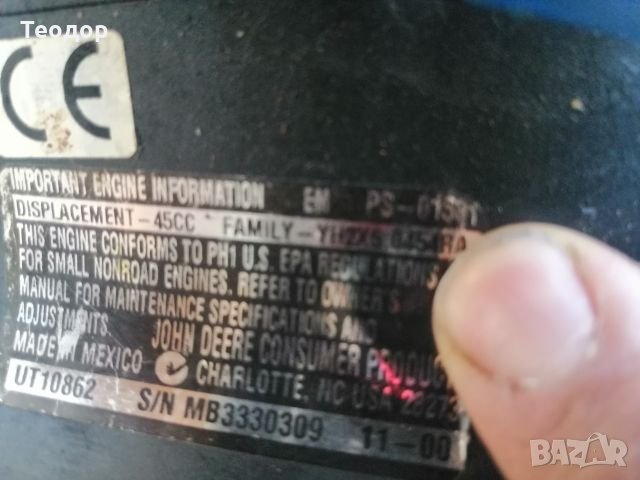 Теодор
CE
IMPORTANT ENGINE INFORMATION EM
DISPLACEMENT-45CC FAMILY-
THIS ENGINE CONFORMS TO PH1 U.S. EPA REGULATIONS
FOR SMALL NONROAD ENGINES. REFER TO OWNER'S
MANUAL FOR MAINTENANCE SPECIFICATIONS AND
ADJUSTMENTS. JOHN DEERE CONSUMER
MADE IN MEXICO CHARLOTTE, NC USA 28273
UT10862 S/N MB3330309 11-00
BAZAR